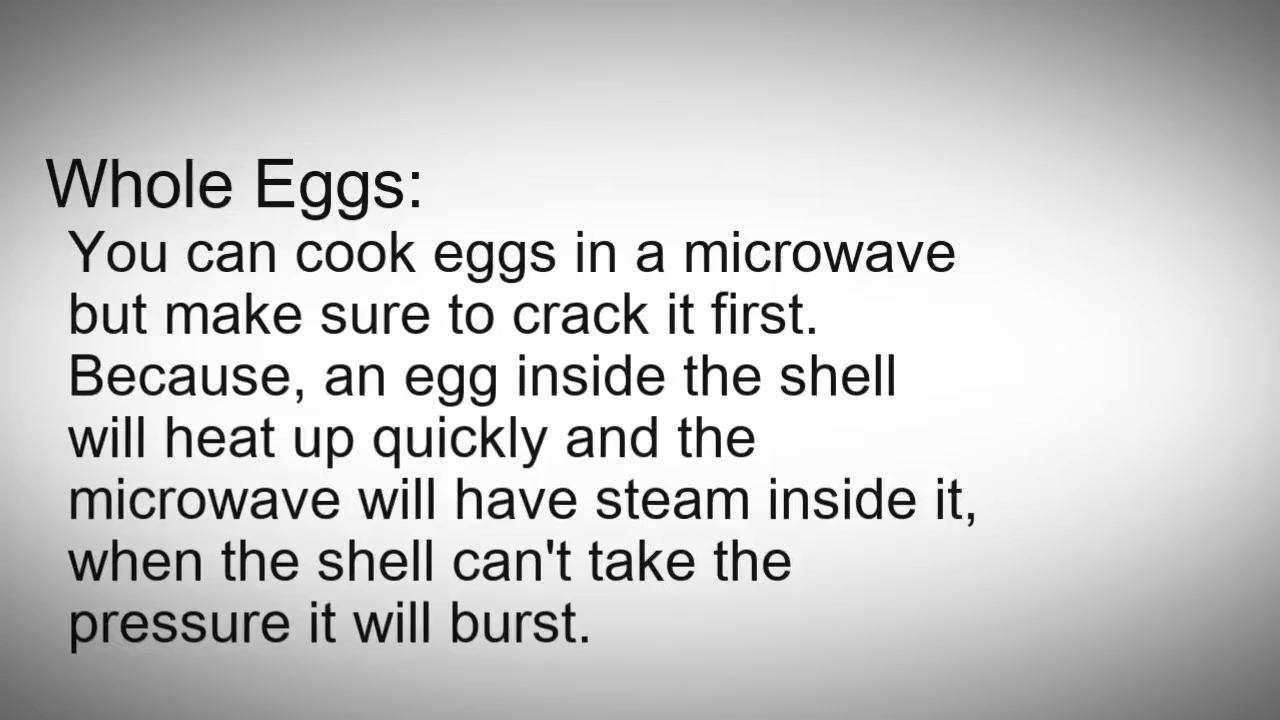 Whole Eggs:
You can cook eggs in a microwave
but make sure to crack it first.
Because, an egg inside the shell
will heat up quickly and the
microwave will have steam inside it,
when the shell can't take the
pressure it will burst.